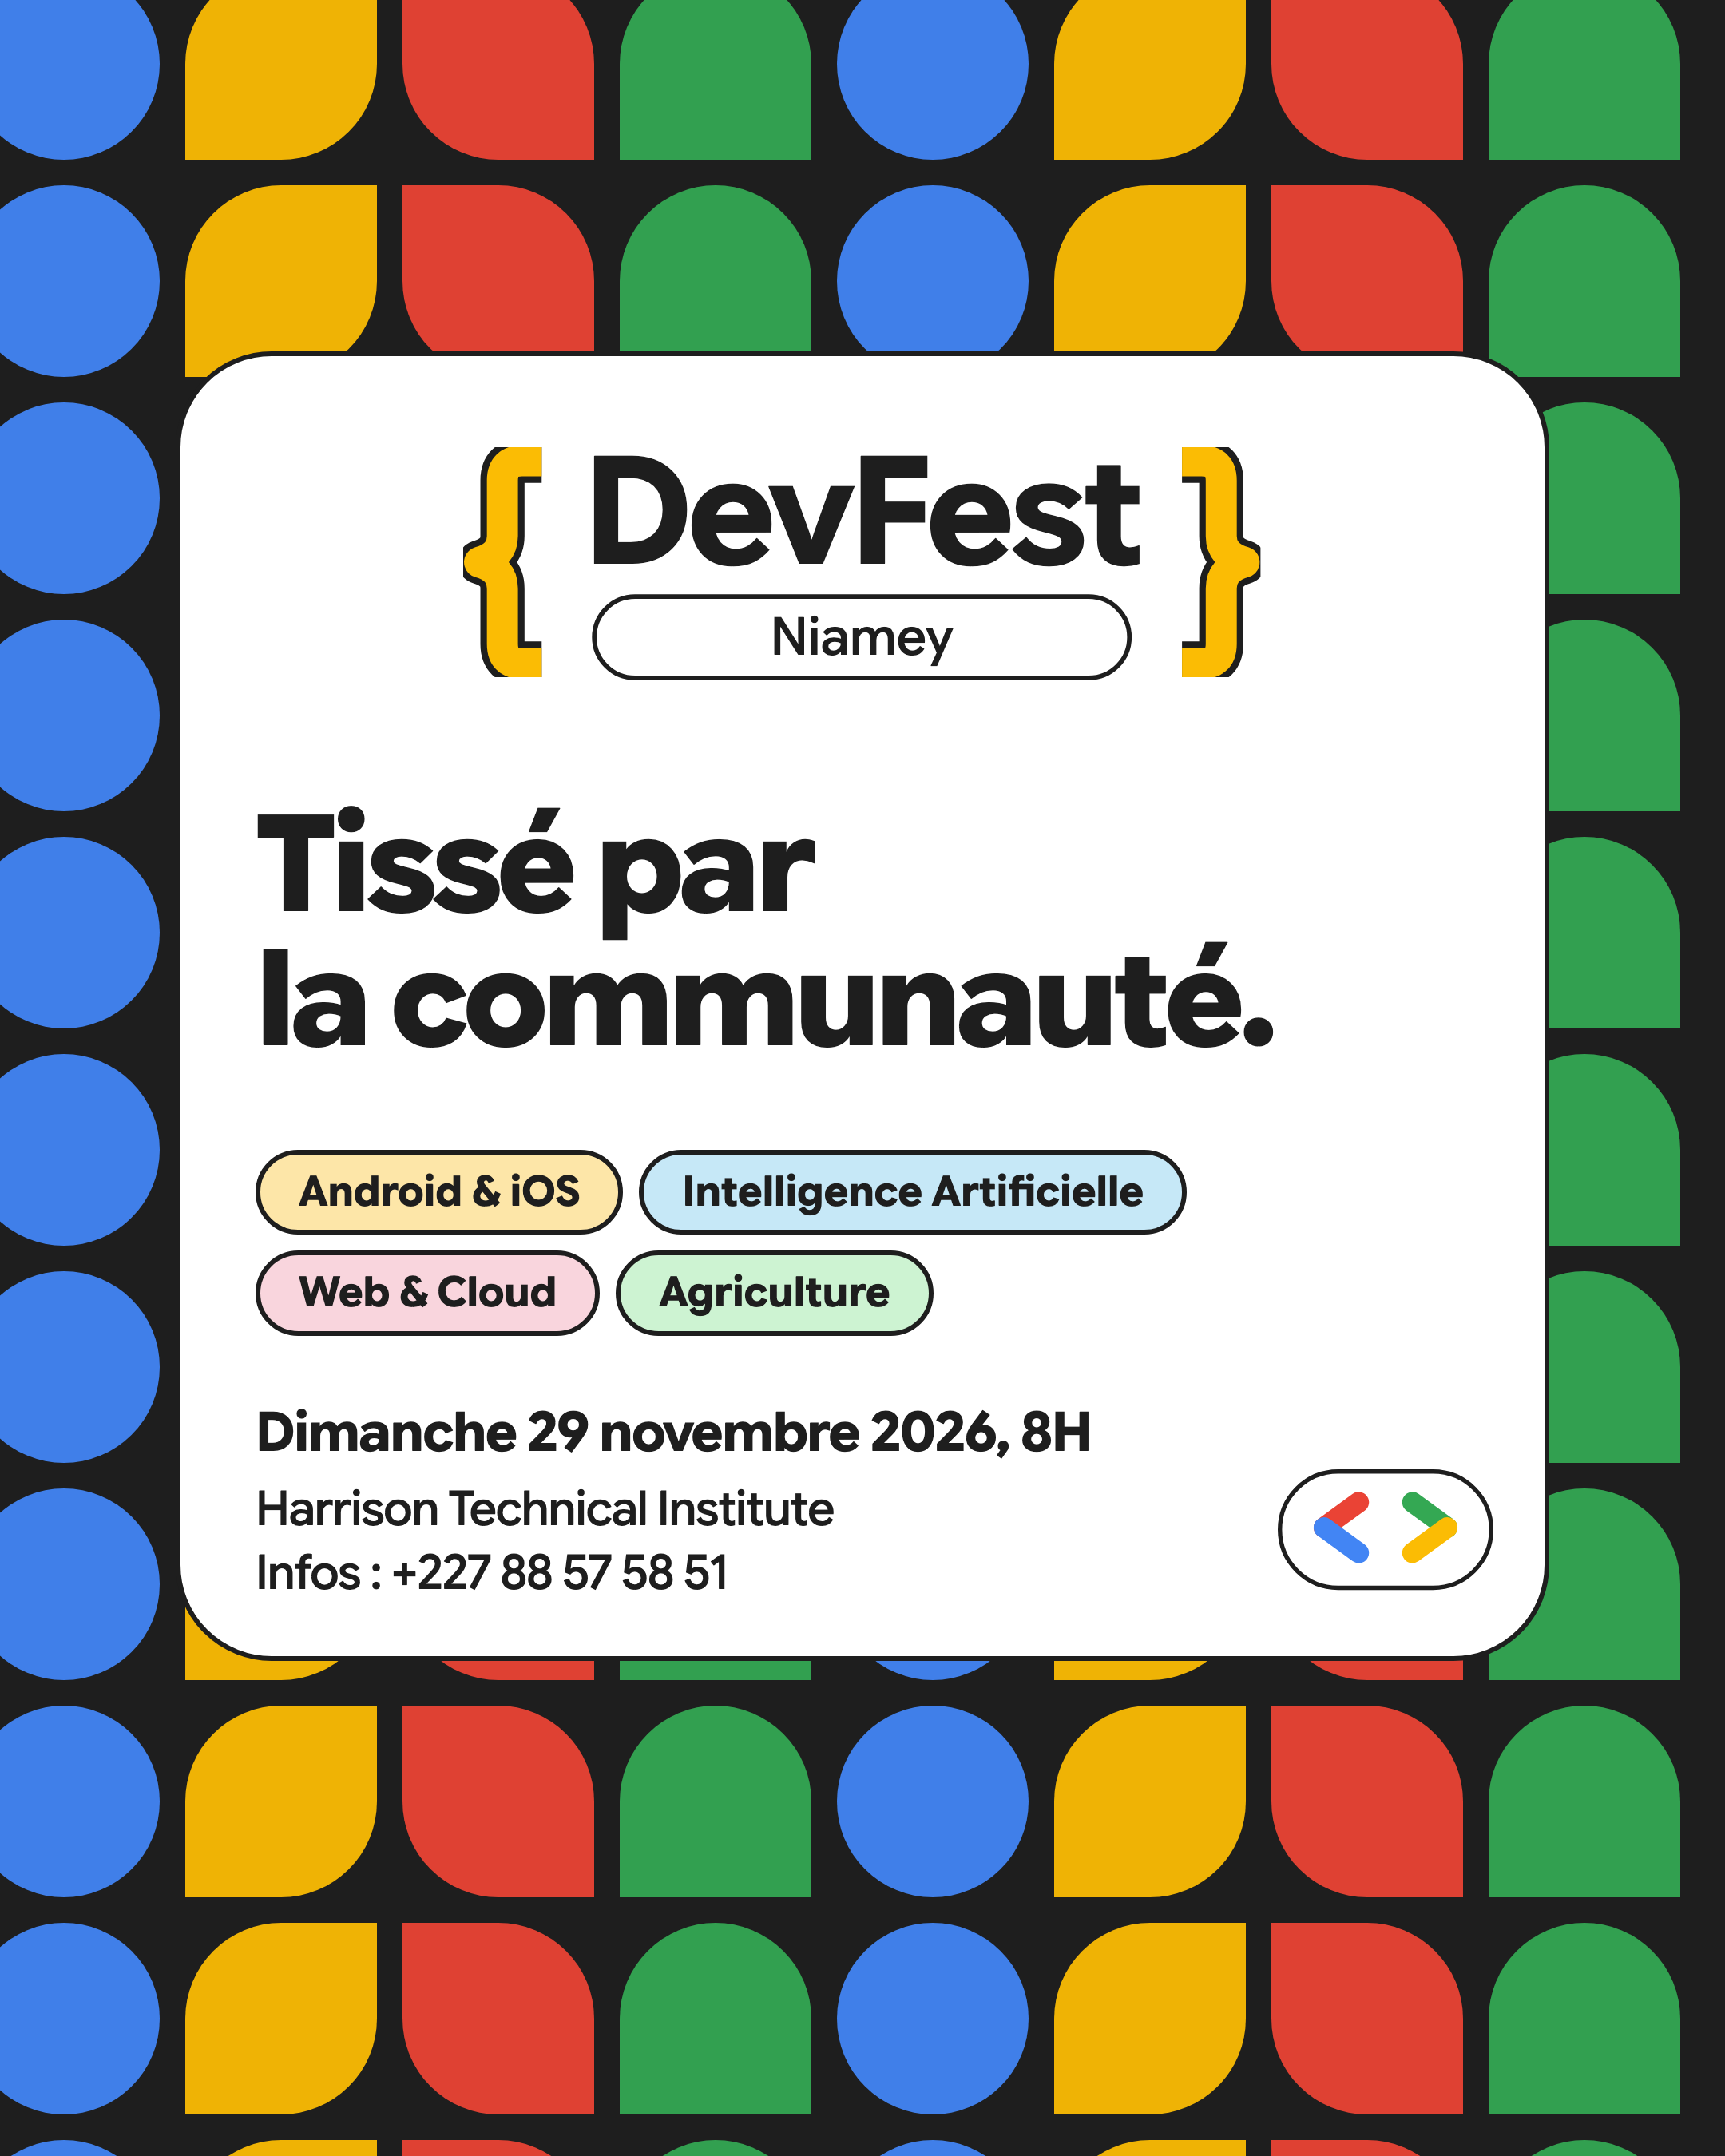 DevFest
Niamey
Tissé par
la communauté.
Android & iOS
Intelligence Artificielle
Web & Cloud
Agriculture
Dimanche 29 novembre 2026, 8H
Harrison Technical Institute
Infos : +227 88 57 58 51